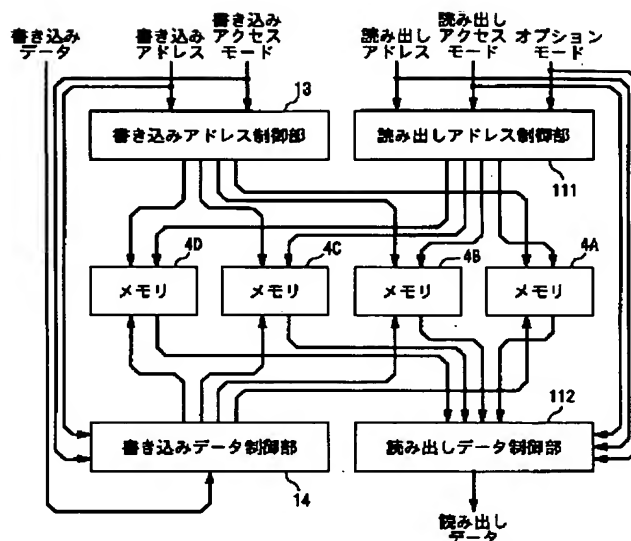 書き込み
データ
書き込み
アドレス
書き込み
アクセス
モード
読み出し
アドレス
読み出し
アクセス
モード
オプション
モード
13
書き込みアドレス制御部
読み出しアドレス制御部
111
4D
メモリ
4C
メモリ
4B
メモリ
4A
メモリ
書き込みデータ制御部
14
112
読み出しデータ制御部
読み出し
データ